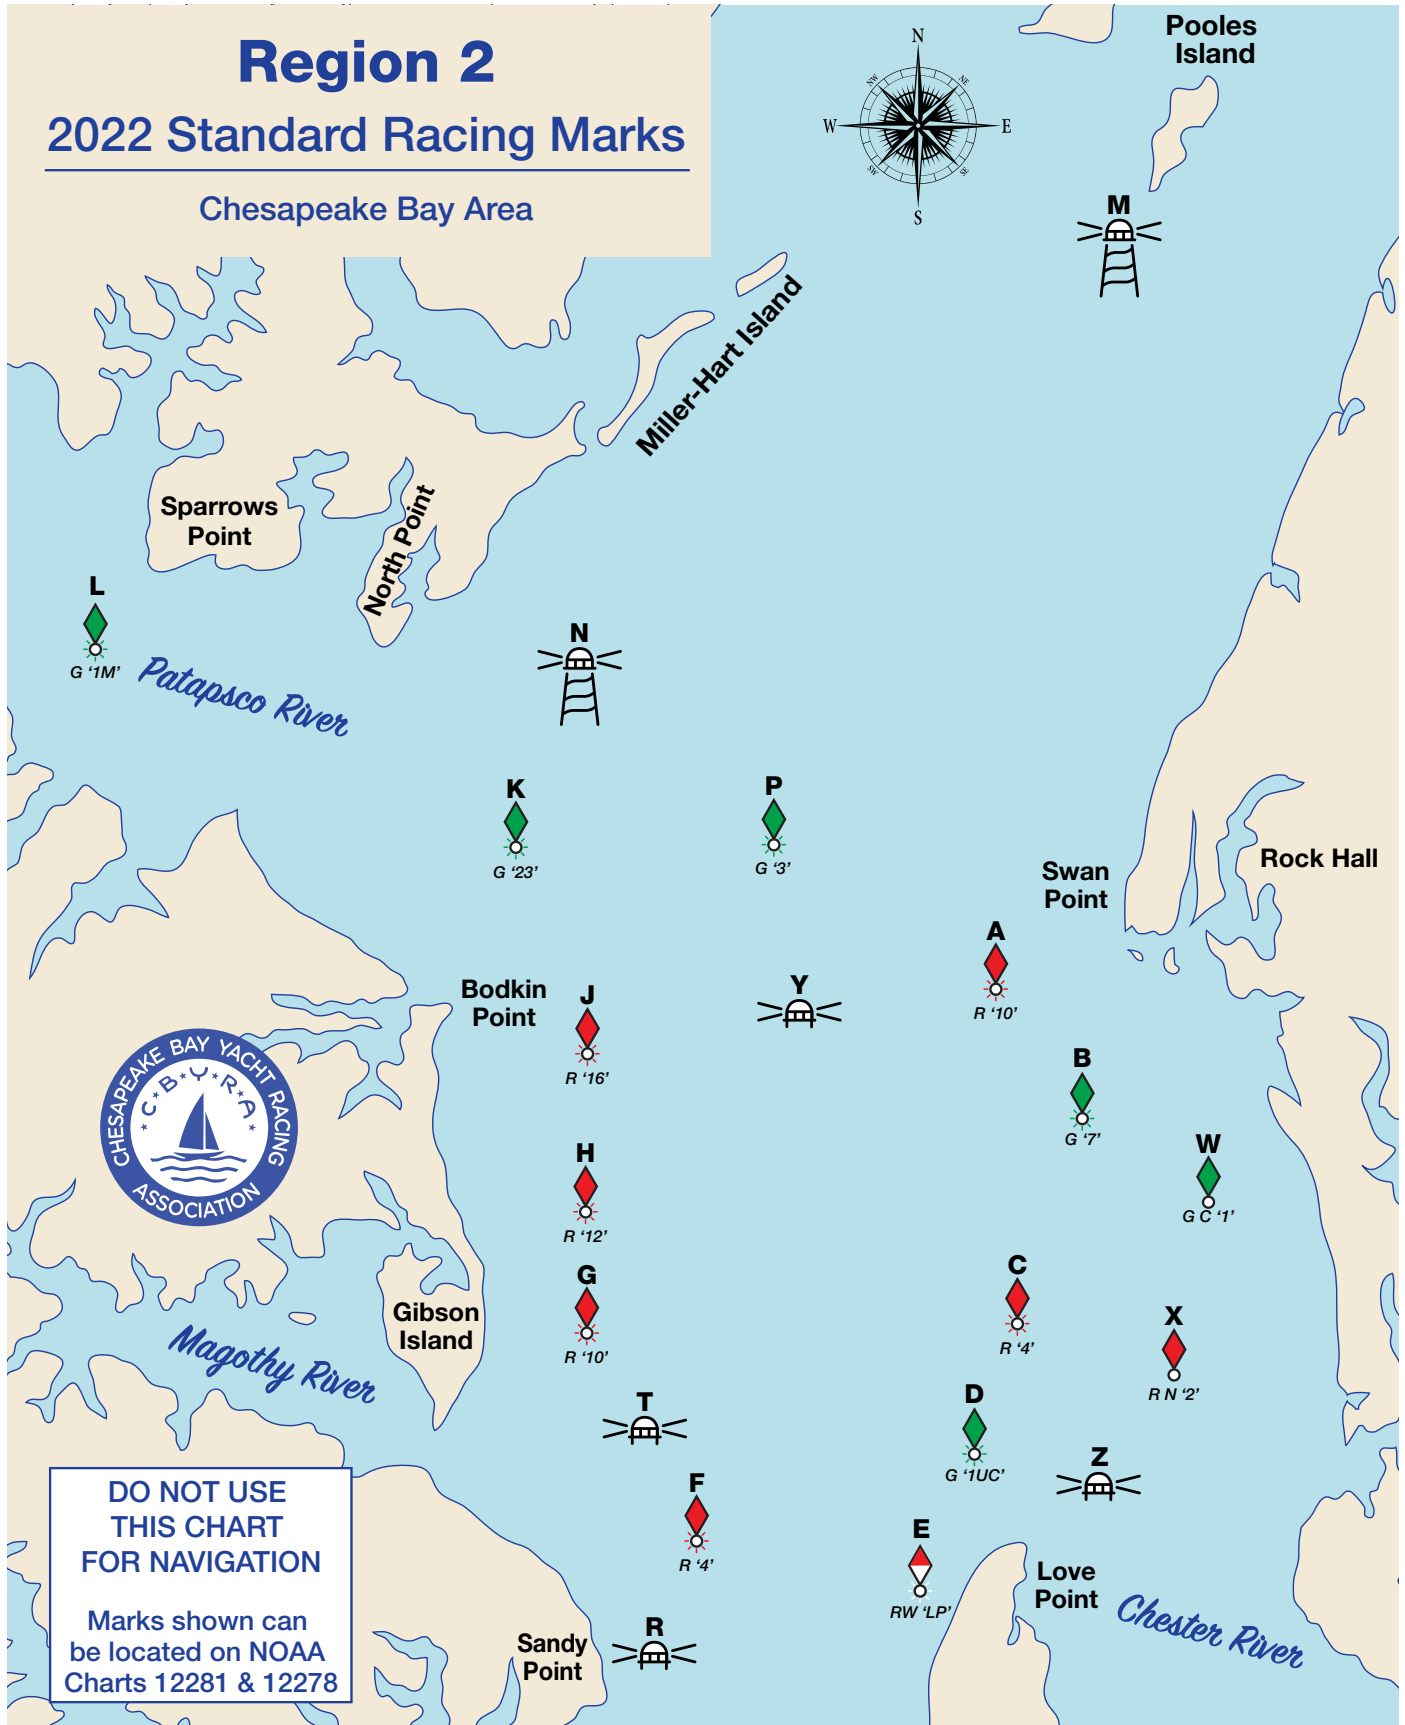 Region 2
2022 Standard Racing Marks
Chesapeake Bay Area
Pooles
Island
N
NW
NE
W
E
SW
SE
S
M
Miller-Hart Island
Sparrows
Point
North Point
L
G ‘1M’
Patapsco River
N
K
G ‘23’
P
G ‘3’
Swan
Point
Rock Hall
A
R ‘10’
Bodkin
Point
J
R ‘16’
Y
B
G ‘7’
CHESAPEAKE BAY YACHT RACING
ASSOCIATION
C★B★Y★R★A
H
R ‘12’
W
G C ‘1’
G
R ‘10’
C
R ‘4’
X
R N ‘2’
Gibson
Island
Magothy River
T
D
G ‘1UC’
Z
F
R ‘4’
E
RW ‘LP’
Love
Point
Chester River
R
Sandy
Point
DO NOT USE
THIS CHART
FOR NAVIGATION
Marks shown can
be located on NOAA
Charts 12281 & 12278